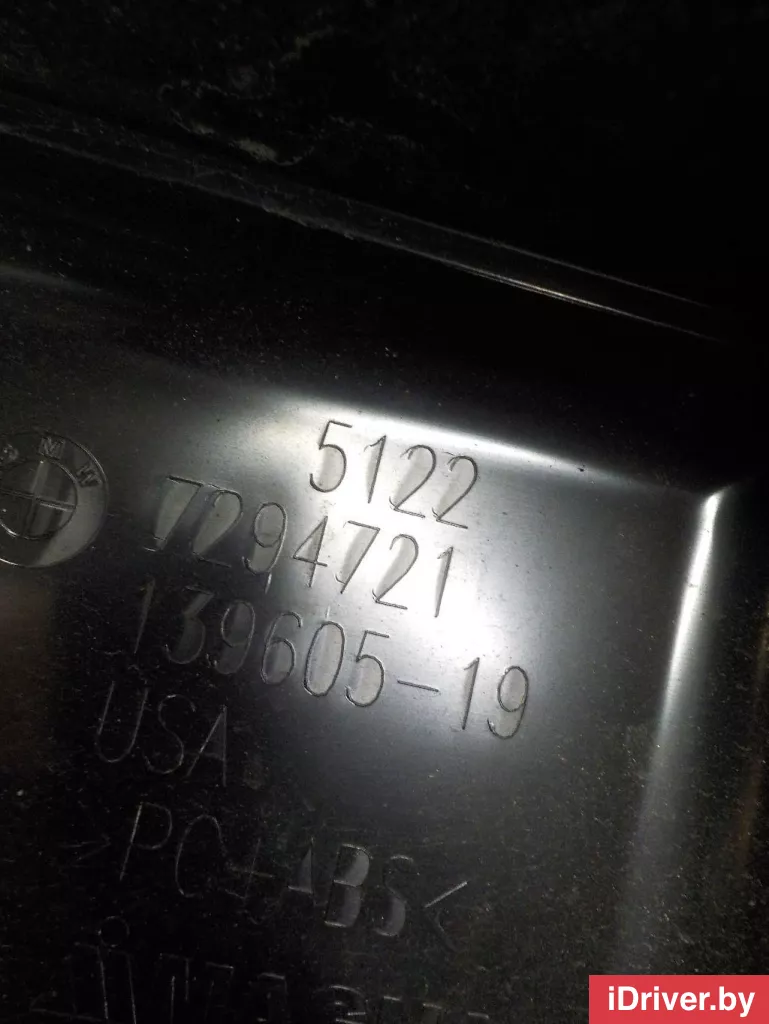 BMW
5122
7294721
139605-19
USA
>PC+ABS<
iDriver.by